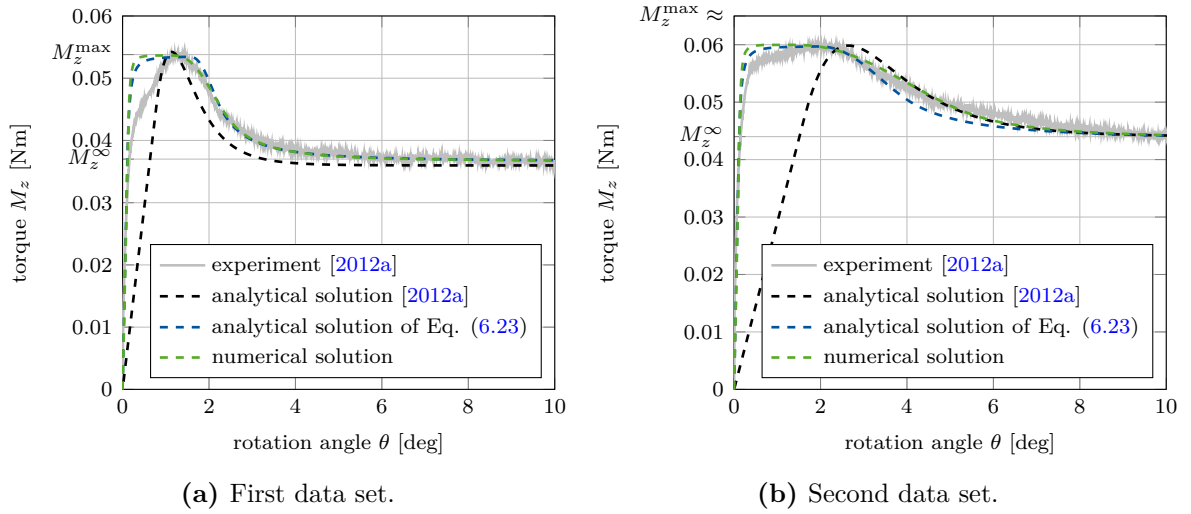 0.06
M_z^max
0.05
0.04
M_z^∞
0.03
0.02
0.01
0
torque M_z [Nm]
experiment [2012a]
analytical solution [2012a]
analytical solution of Eq. (6.23)
numerical solution
0 2 4 6 8 10
rotation angle θ [deg]
(a) First data set.
M_z^max ≈
0.06
0.05
M_z^∞
0.04
0.03
0.02
0.01
0
torque M_z [Nm]
experiment [2012a]
analytical solution [2012a]
analytical solution of Eq. (6.23)
numerical solution
0 2 4 6 8 10
rotation angle θ [deg]
(b) Second data set.